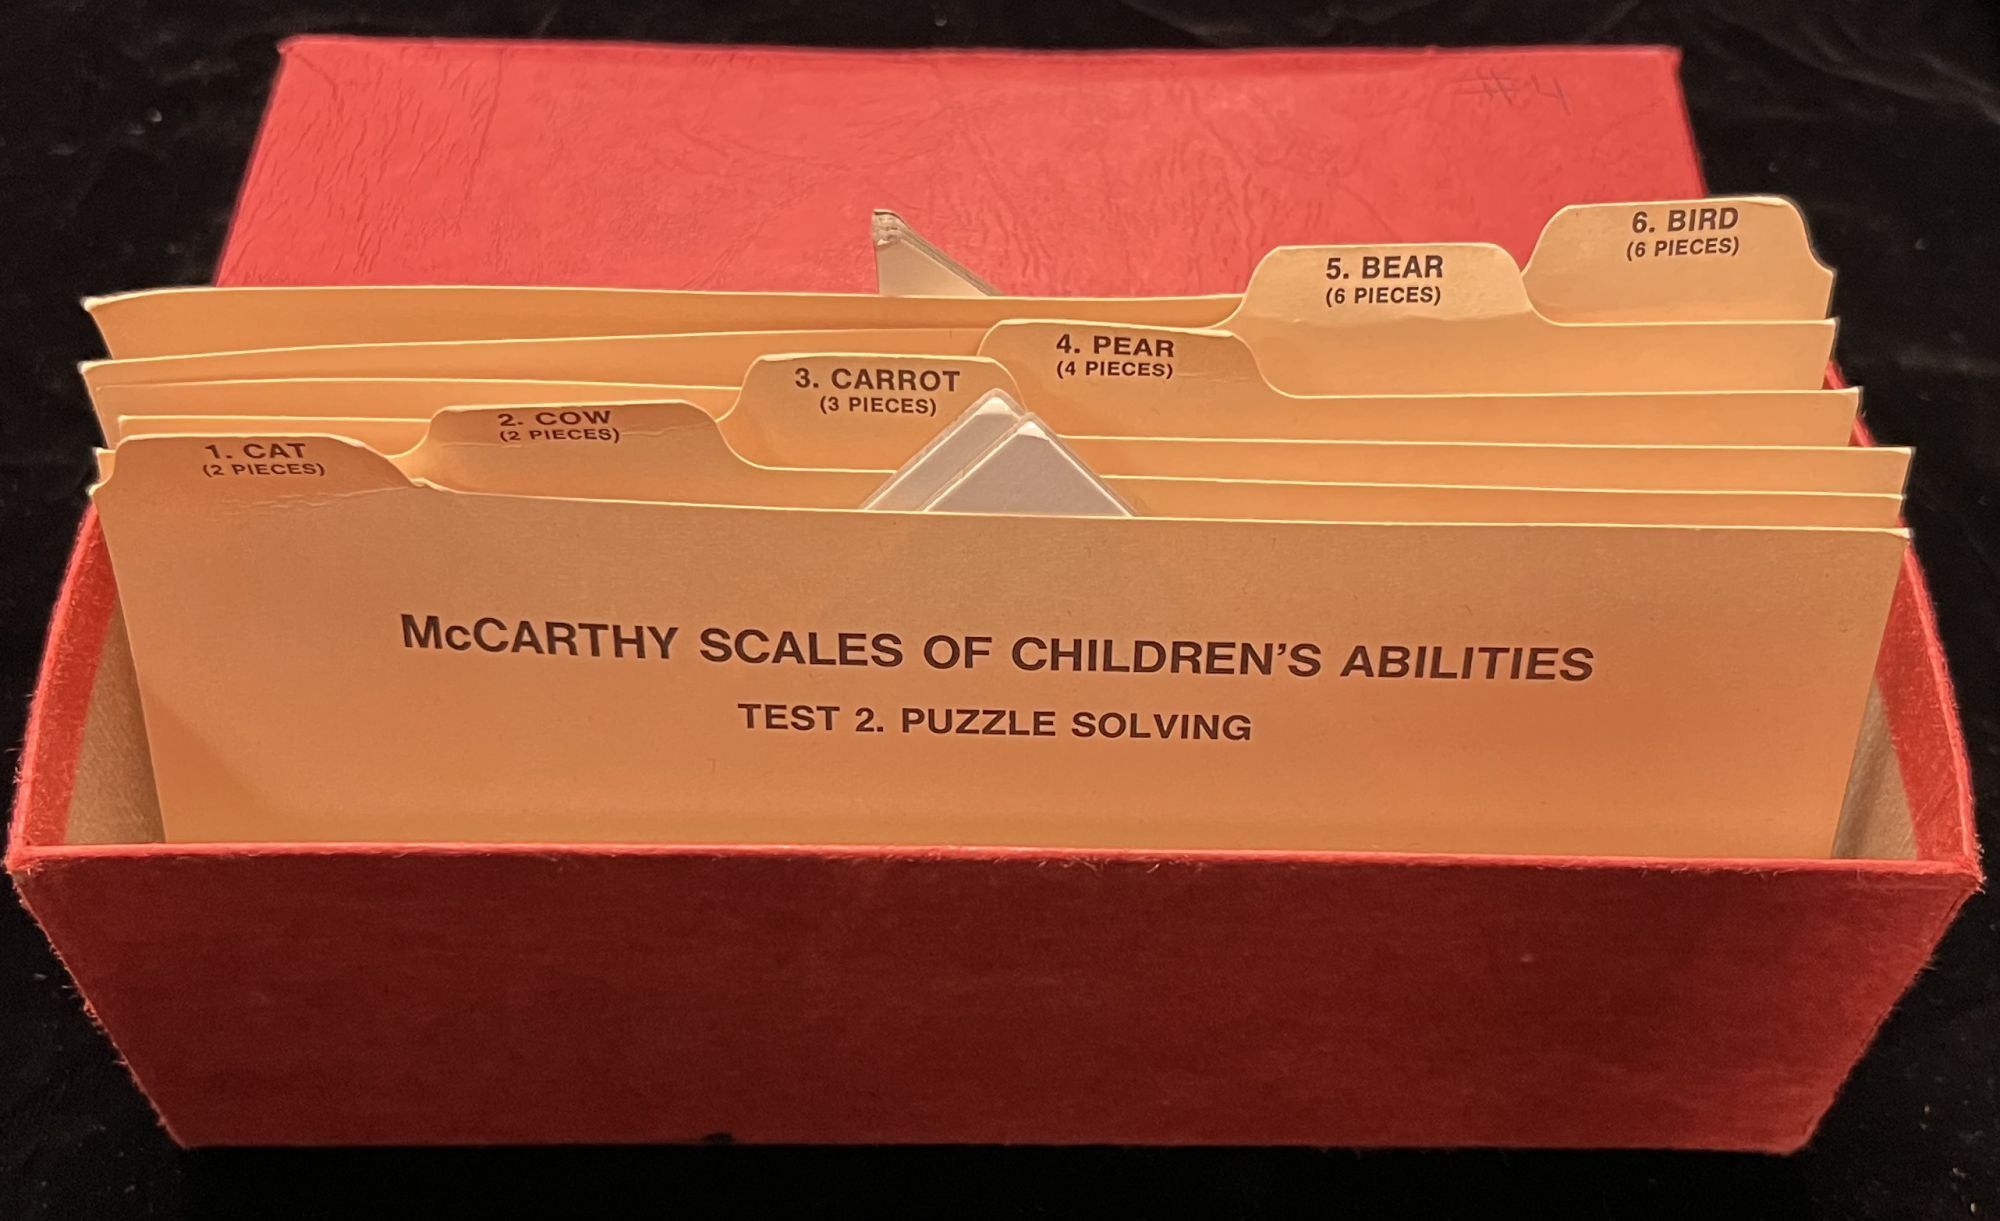 #4
6. BIRD
(6 PIECES)
5. BEAR
(6 PIECES)
4. PEAR
(4 PIECES)
3. CARROT
(3 PIECES)
2. COW
(2 PIECES)
1. CAT
(2 PIECES)
McCARTHY SCALES OF CHILDREN'S ABILITIES
TEST 2. PUZZLE SOLVING